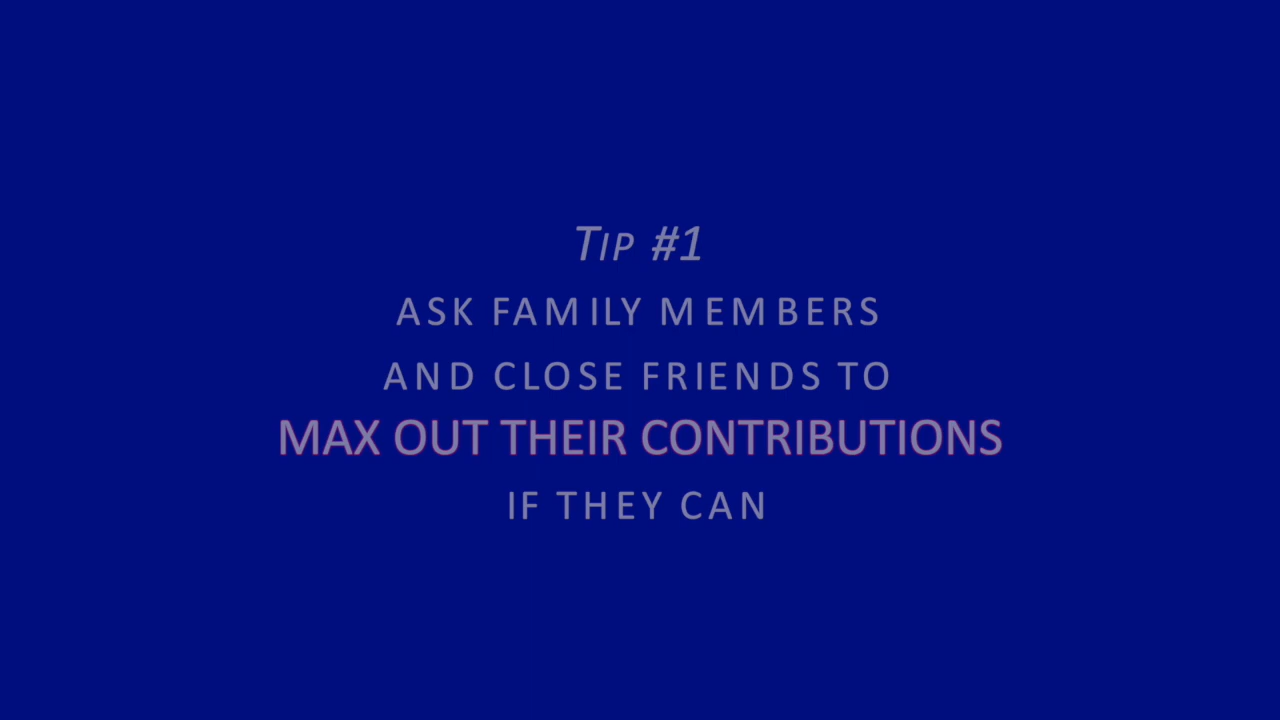 Tip #1
ASK FAMILY MEMBERS
AND CLOSE FRIENDS TO
MAX OUT THEIR CONTRIBUTIONS
IF THEY CAN